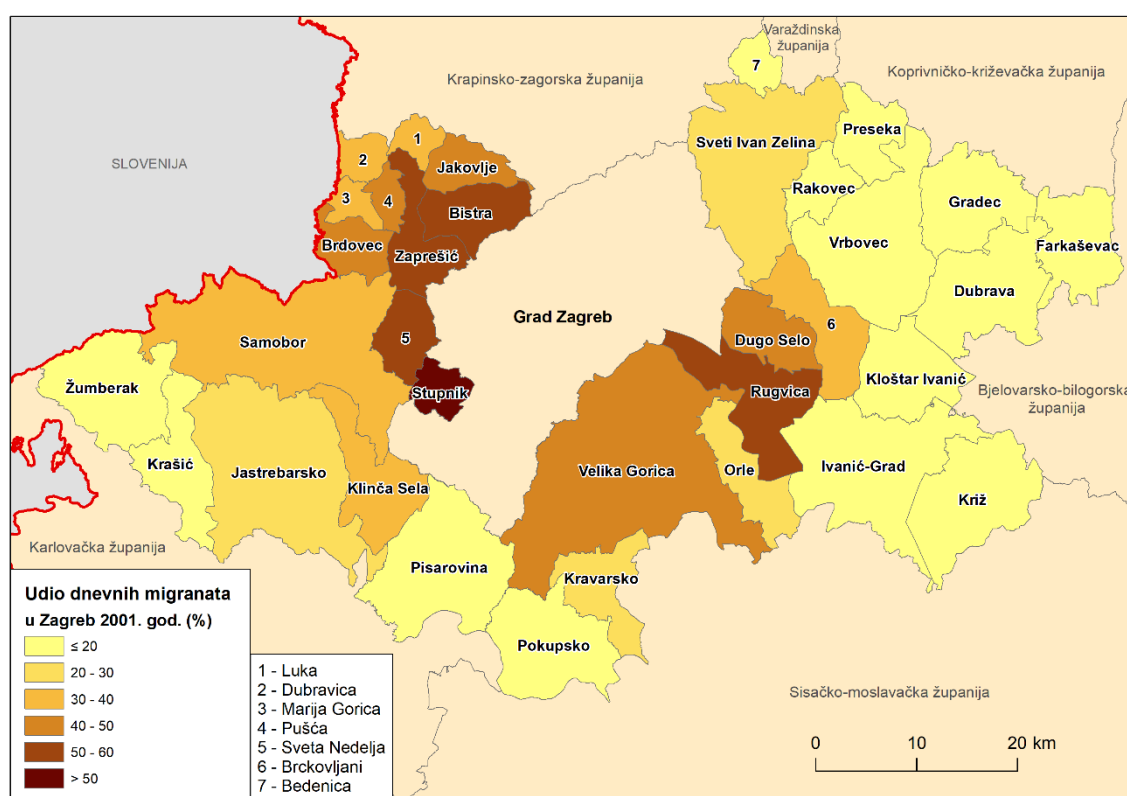 Varaždinska
županija
7
Krapinsko-zagorska županija
Koprivničko-križevačka županija
Preseka
Sveti Ivan Zelina
SLOVENIJA
1
2
Jakovlje
Rakovec
4
3
Gradec
Bistra
Vrbovec
Brdovec
Farkaševac
Zaprešić
Dubrava
Grad Zagreb
6
5
Samobor
Dugo Selo
Kloštar Ivanić
Žumberak
Stupnik
Rugvica
Bjelovarsko-bilogorska
županija
Krašić
Jastrebarsko
Klinča Sela
Velika Gorica
Orle
Ivanić-Grad
Križ
Karlovačka županija
Pisarovina
Kravarsko
Pokupsko
Sisačko-moslavačka županija
Udio dnevnih migranata
u Zagreb 2001. god. (%)
≤ 20
20 - 30
30 - 40
40 - 50
50 - 60
> 50
1 - Luka
2 - Dubravica
3 - Marija Gorica
4 - Pušća
5 - Sveta Nedelja
6 - Brckovljani
7 - Bedenica
0 10 20 km